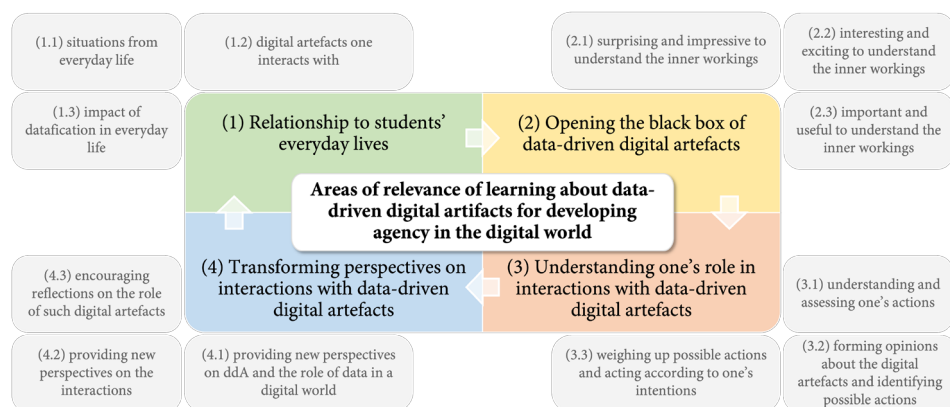 (1.1) situations from
everyday life
(1.2) digital artefacts one
interacts with
(2.1) surprising and impressive to
understand the inner workings
(2.2) interesting and
exciting to understand
the inner workings
(1.3) impact of
datafication in everyday
life
(1) Relationship to students’
everyday lives
(2) Opening the black box of
data-driven digital artefacts
(2.3) important and
useful to understand the
inner workings
Areas of relevance of learning about data-
driven digital artifacts for developing
agency in the digital world
(4.3) encouraging
reflections on the role
of such digital artefacts
(4) Transforming perspectives on
interactions with data-driven
digital artefacts
(3) Understanding one’s role in
interactions with data-driven
digital artefacts
(3.1) understanding and
assessing one’s actions
(4.2) providing new
perspectives on the
interactions
(4.1) providing new perspectives
on ddA and the role of data in a
digital world
(3.3) weighing up possible actions
and acting according to one’s
intentions
(3.2) forming opinions
about the digital
artefacts and identifying
possible actions